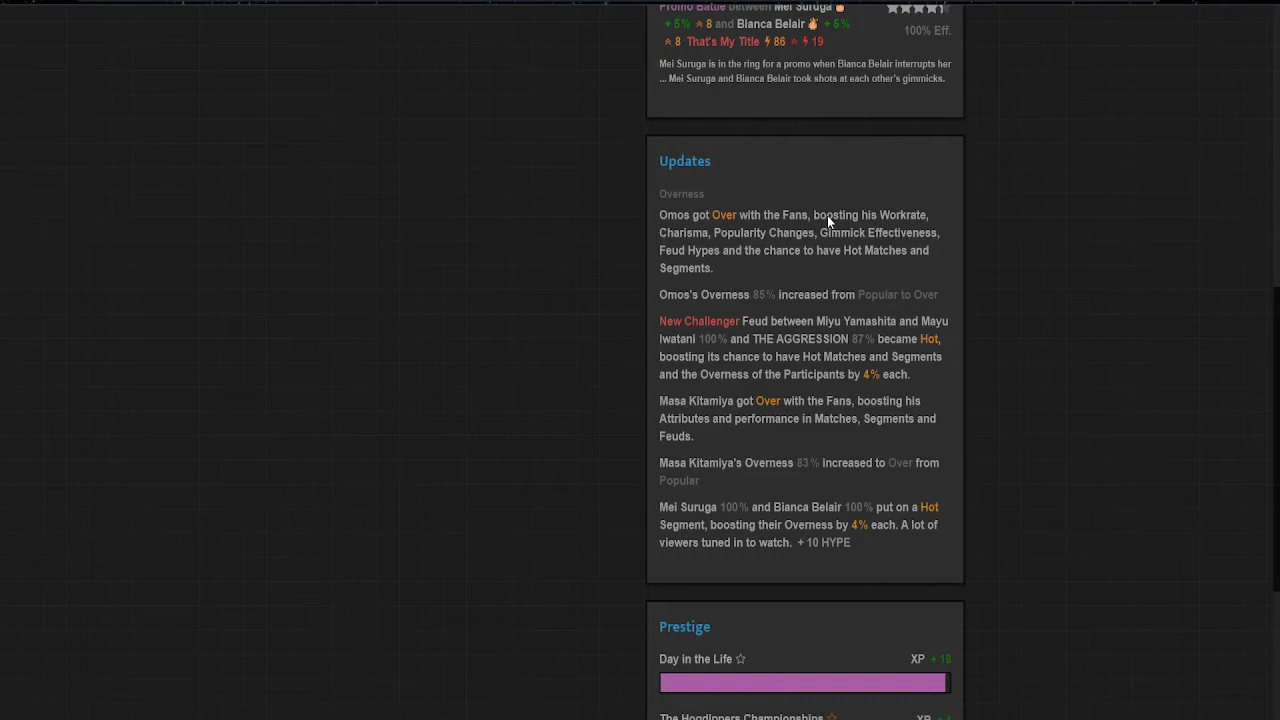 Promo Battle between Mei Suruga
+ 5% 8 and Bianca Belair + 5%
8 That's My Title 86 19
100% Eff.
Mei Suruga is in the ring for a promo when Bianca Belair interrupts her
... Mei Suruga and Bianca Belair took shots at each other's gimmicks.
Updates
Overness
Omos got Over with the Fans, boosting his Workrate,
Charisma, Popularity Changes, Gimmick Effectiveness,
Feud Hypes and the chance to have Hot Matches and
Segments.
Omos's Overness 85% increased from Popular to Over
New Challenger Feud between Miyu Yamashita and Mayu
Iwatani 100% and THE AGGRESSION 87% became Hot,
boosting its chance to have Hot Matches and Segments
and the Overness of the Participants by 4% each.
Masa Kitamiya got Over with the Fans, boosting his
Attributes and performance in Matches, Segments and
Feuds.
Masa Kitamiya's Overness 83% increased to Over from
Popular
Mei Suruga 100% and Bianca Belair 100% put on a Hot
Segment, boosting their Overness by 4% each. A lot of
viewers tuned in to watch. + 10 HYPE
Prestige
Day in the Life XP + 18
The Hogdippers Championships XP